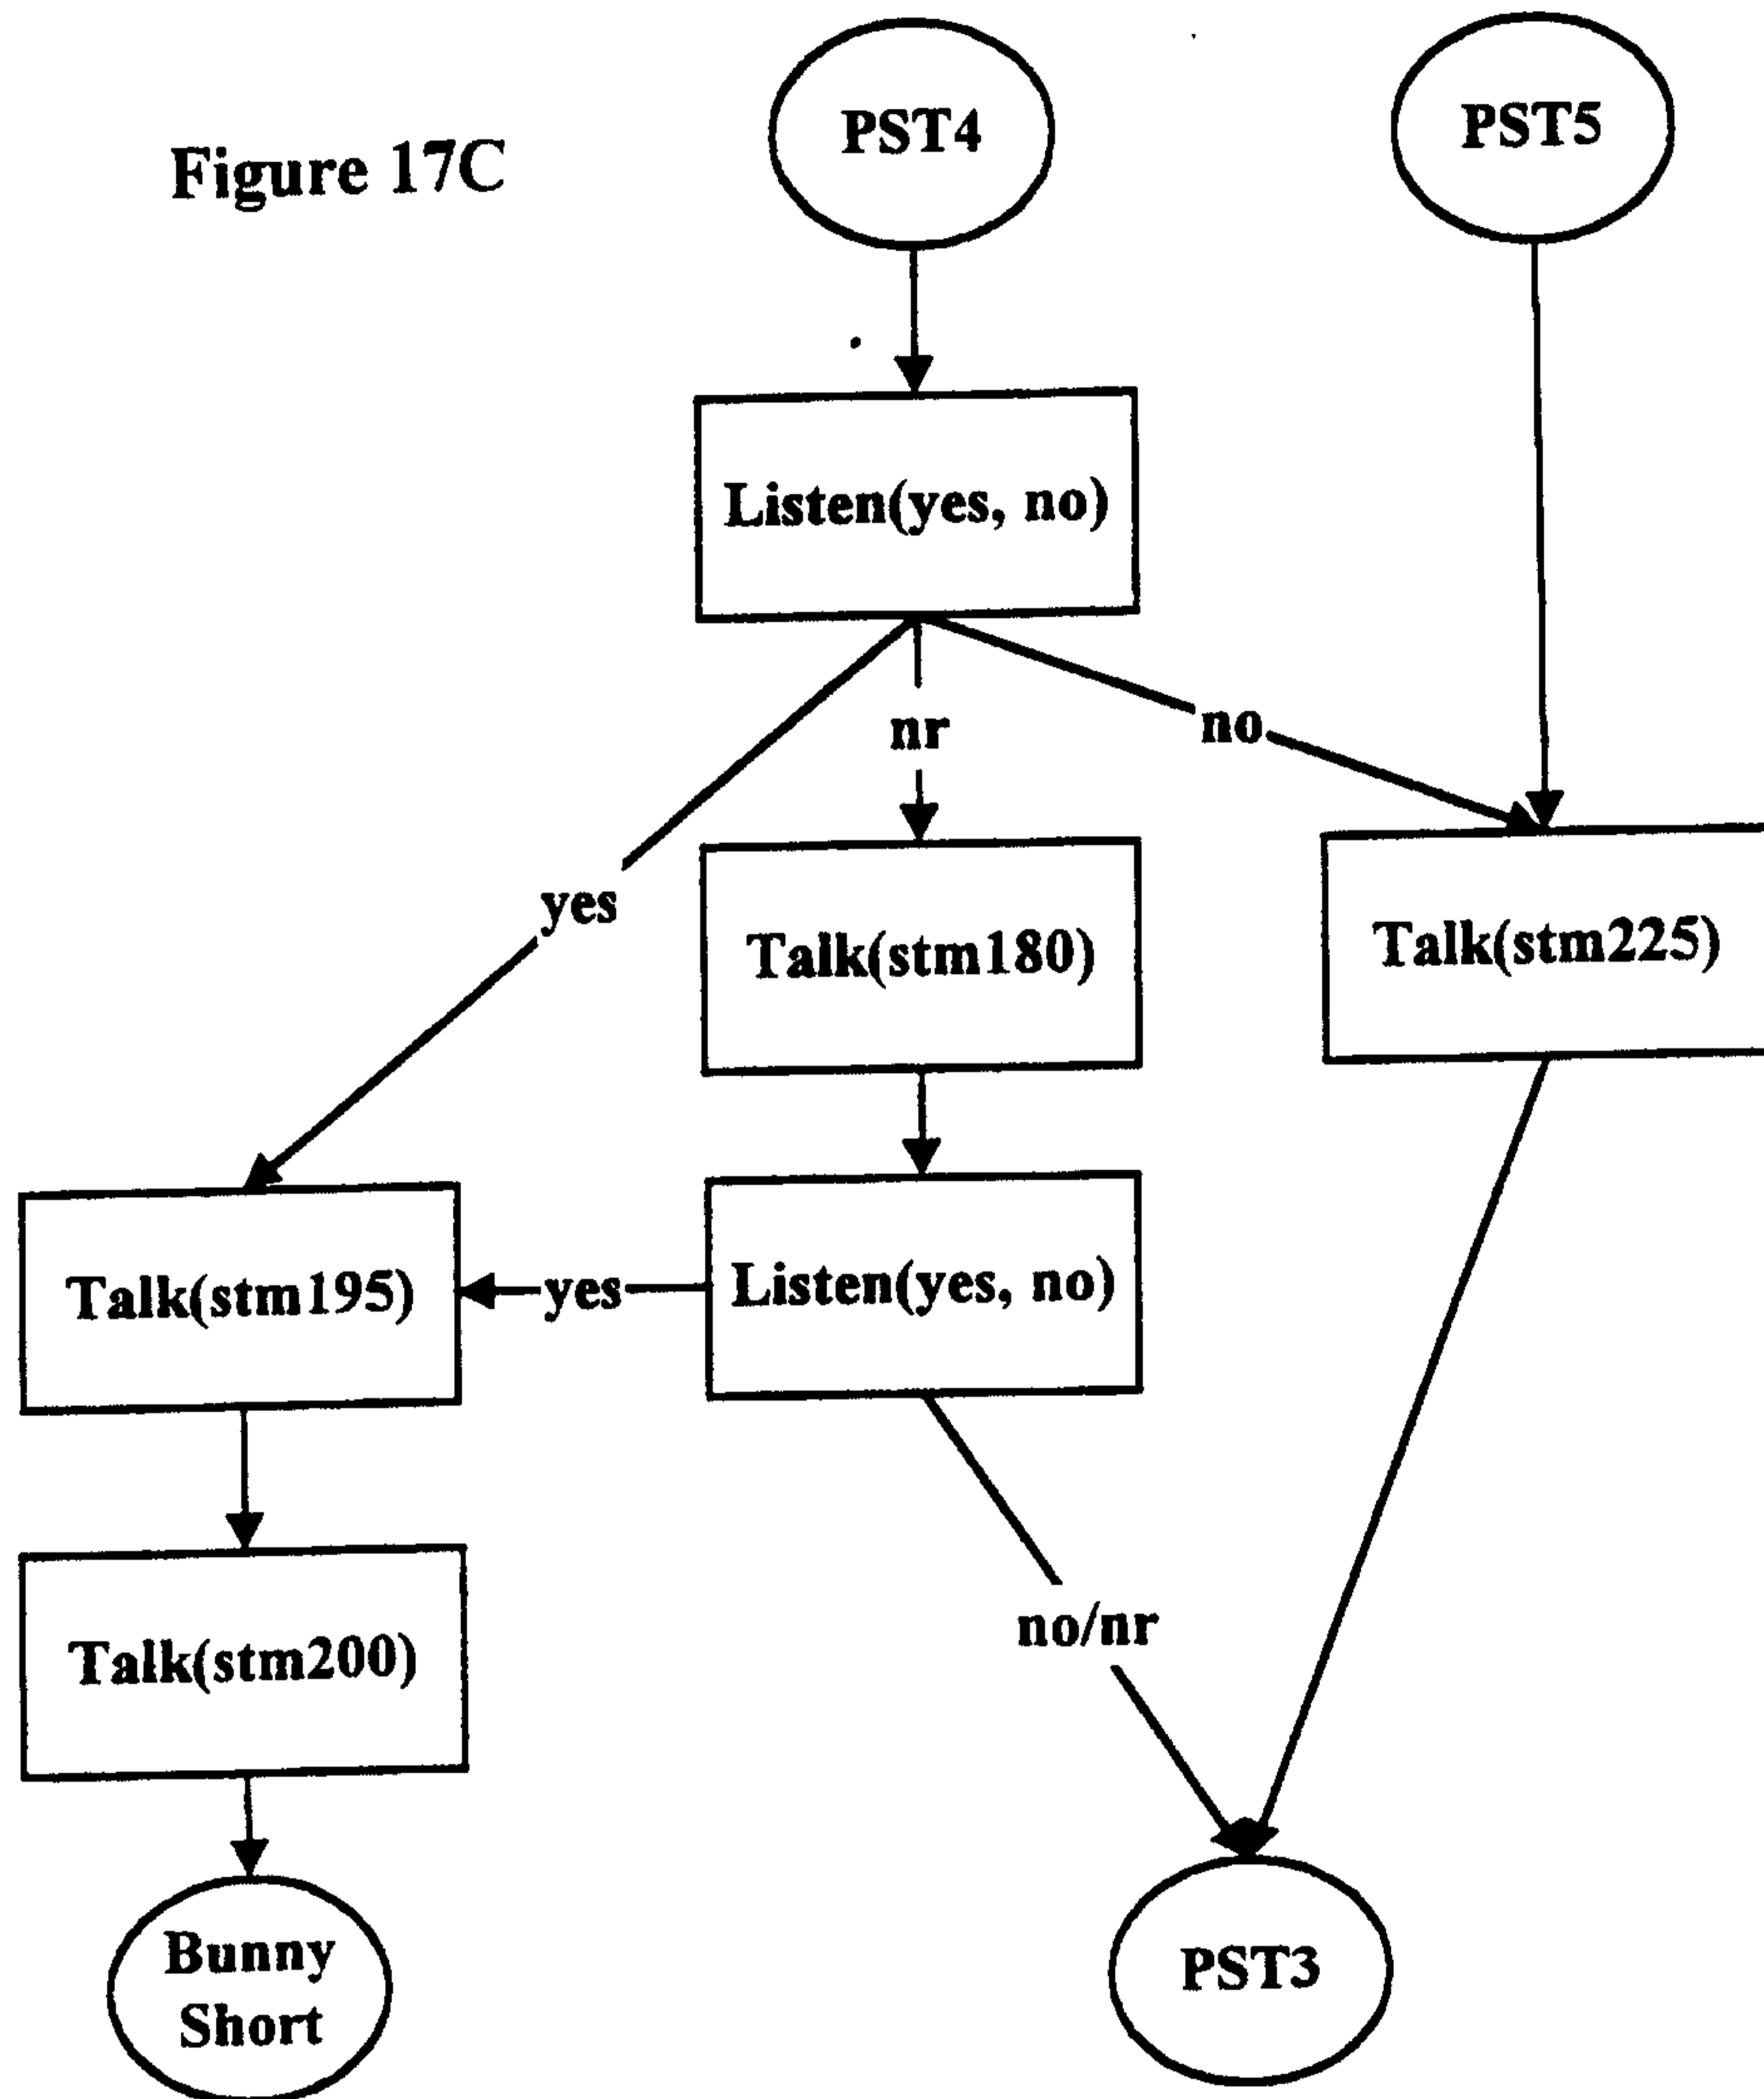 Figure 17C
PST4
PST5
Listen(yes, no)
nr
no
yes
Talk(stm180)
Talk(stm225)
Talk(stm195)
yes
Listen(yes, no)
Talk(stm200)
no/nr
Bunny
Short
PST3